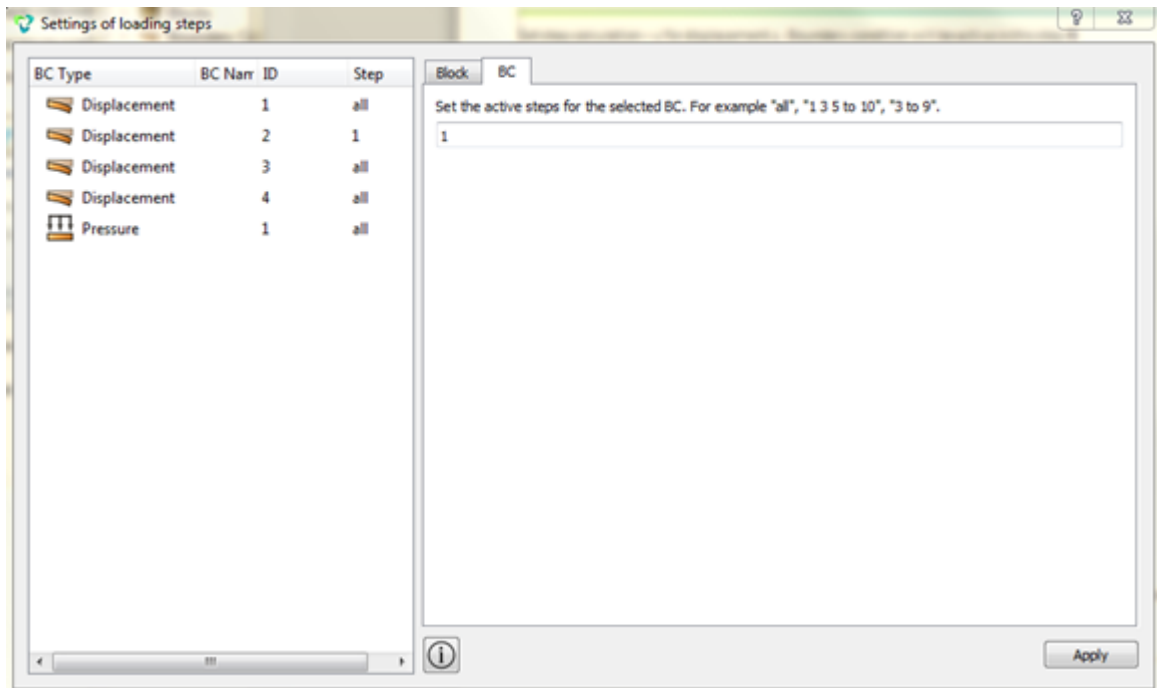 Settings of loading steps
BC Type BC Nam ID Step
Displacement 1 all
Displacement 2 1
Displacement 3 all
Displacement 4 all
Pressure 1 all
Block BC
Set the active steps for the selected BC. For example "all", "1 3 5 to 10", "3 to 9".
1
Apply